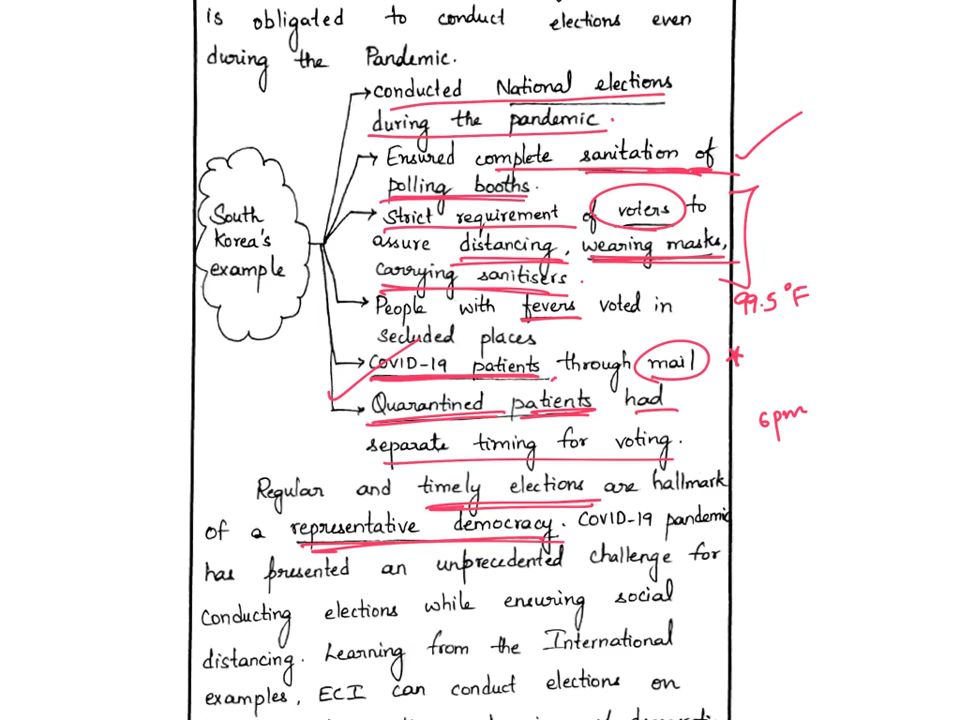 is obligated to conduct elections even
during the Pandemic.
South
Korea's
example
conducted National elections
during the pandemic.
Ensured complete sanitation of
polling booths.
Strict requirement of voters to
assure distancing, wearing masks,
carrying sanitisers.
99.5°F
People with fevers voted in
secluded places
COVID-19 patients through mail
Quarantined patients had
6pm
separate timing for voting.
Regular and timely elections are hallmark
of a representative democracy. COVID-19 pandemic
has presented an unprecedented challenge for
conducting elections while ensuring social
distancing. Learning from the International
examples, ECI can conduct elections on